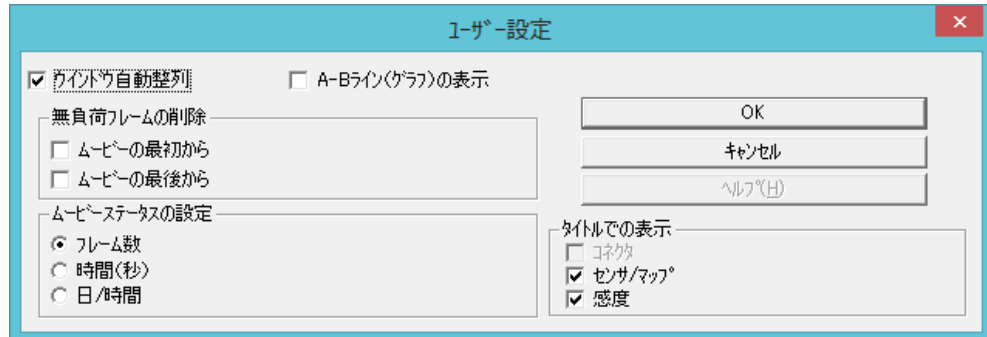 ﾕｰｻﾞｰ設定
ｳｲﾝﾄﾞｳ自動整列
A-Bﾗｲﾝ(ｸﾞﾗﾌ)の表示
無負荷ﾌﾚｰﾑの削除
ﾑｰﾋﾞｰの最初から
ﾑｰﾋﾞｰの最後から
ﾑｰﾋﾞｰｽﾃｰﾀｽの設定
ﾌﾚｰﾑ数
時間(秒)
日/時間
OK
ｷｬﾝｾﾙ
ﾍﾙﾌﾟ(H)
ﾀｲﾄﾙでの表示
ｺﾈｸﾀ
ｾﾝｻ/ﾏｯﾌﾟ
感度